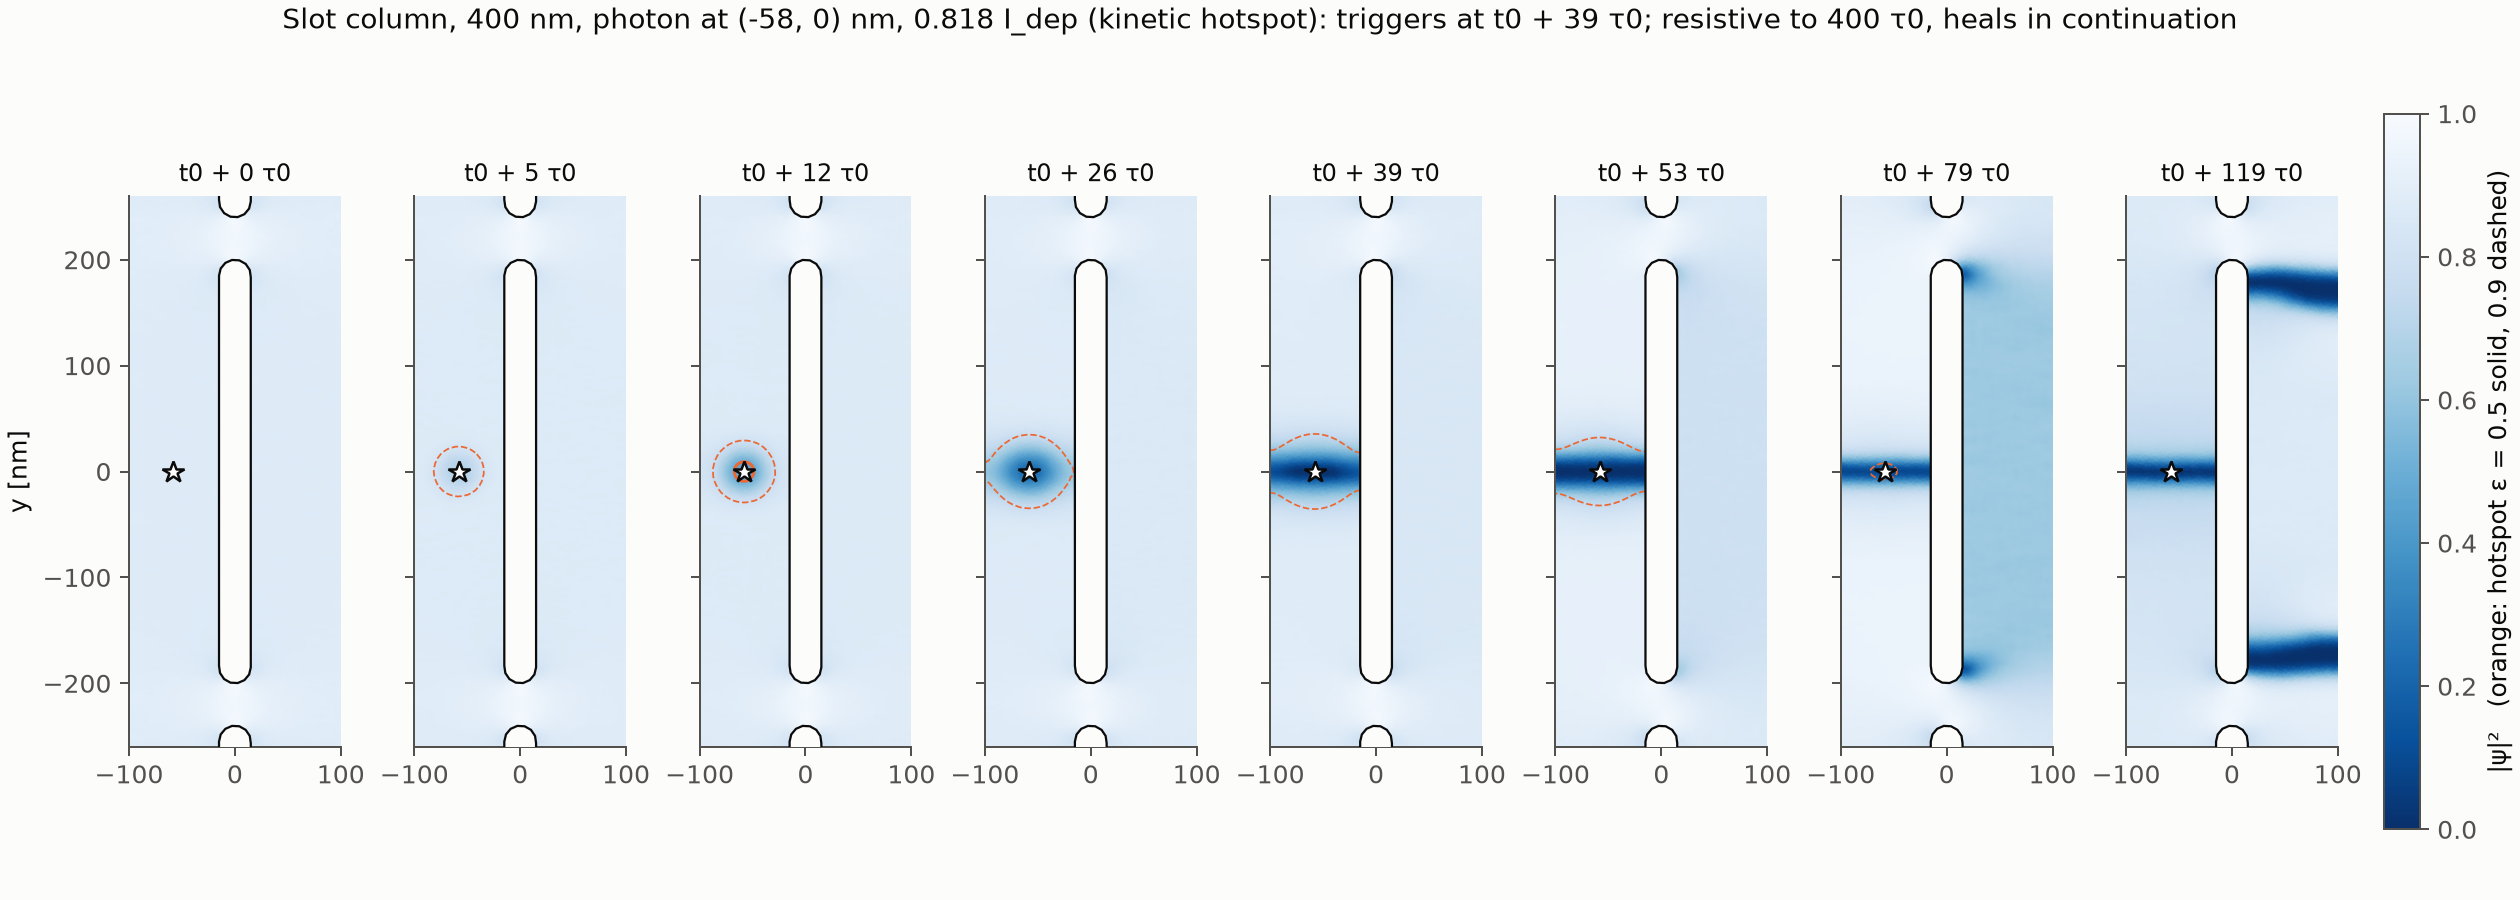 Slot column, 400 nm, photon at (-58, 0) nm, 0.818 I_dep (kinetic hotspot): triggers at t0 + 39 τ0; resistive to 400 τ0, heals in continuation
t0 + 0 τ0
t0 + 5 τ0
t0 + 12 τ0
t0 + 26 τ0
t0 + 39 τ0
t0 + 53 τ0
t0 + 79 τ0
t0 + 119 τ0
y [nm]
200
100
0
−100
−200
−100 0 100
−100 0 100
−100 0 100
−100 0 100
−100 0 100
−100 0 100
−100 0 100
−100 0 100
1.0
0.8
0.6
0.4
0.2
0.0
|ψ|² (orange: hotspot ε = 0.5 solid, 0.9 dashed)